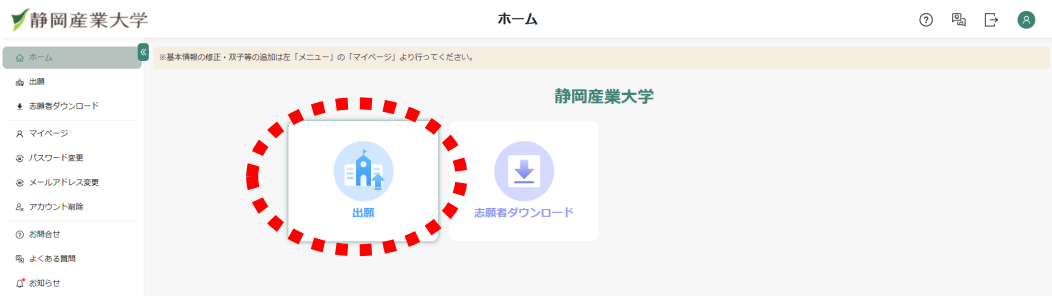 静岡産業大学
ホーム
ホーム
出願
志願者ダウンロード
マイページ
パスワード変更
メールアドレス変更
アカウント削除
お問合せ
よくある質問
お知らせ
※基本情報の修正・双子等の追加は左「メニュー」の「マイページ」より行ってください。
静岡産業大学
出願
志願者ダウンロード